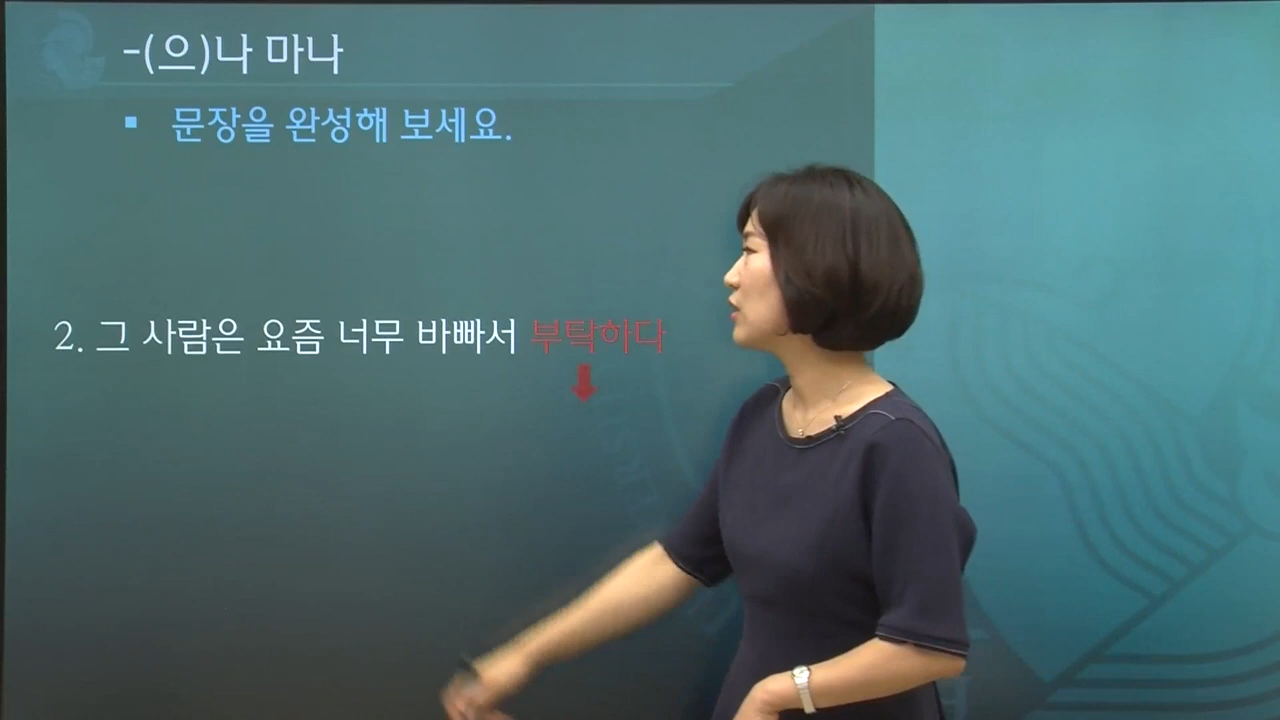 -(으)나 마나
▪ 문장을 완성해 보세요.
2. 그 사람은 요즘 너무 바빠서 부탁하다